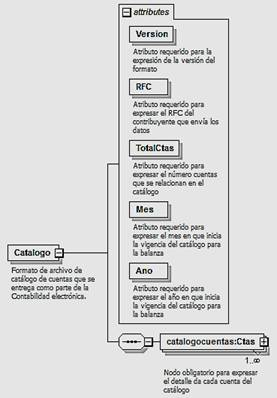 attributes
Version
Atributo requerido para la
expresión de la versión del
formato
RFC
Atributo requerido para
expresar el RFC del
contribuyente que envía los
datos
TotalCtas
Atributo requerido para
expresar el número cuentas
que se relacionan en el
catálogo
Mes
Atributo requerido para
expresar el mes en que inicia
la vigencia del catálogo para
la balanza
Ano
Atributo requerido para
expresar el año en que inicia
la vigencia del catálogo para
la balanza
Catalogo
Formato de archivo de
catálogo de cuentas que se
entrega como parte de la
Contabilidad electrónica.
catalogocuentas:Ctas
1..∞
Nodo obligatorio para expresar
el detalle da cada cuenta del
catálogo